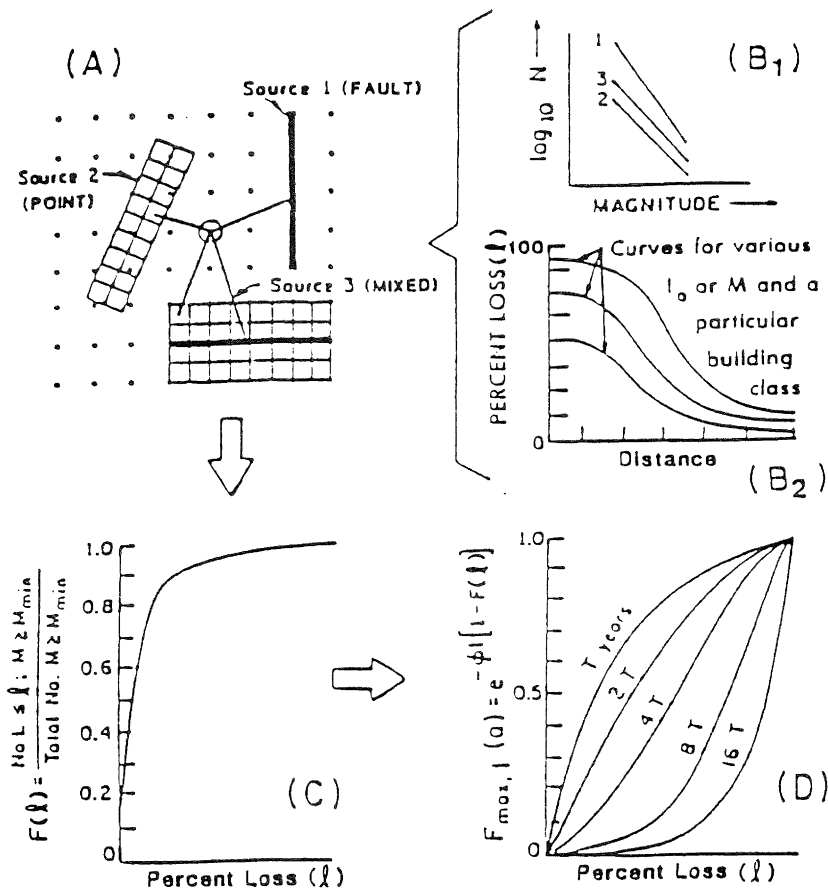 (A)
Source 1 (FAULT)
Source 2
(POINT)
Source 3 (MIXED)
(B1)
log10 N
1
3
2
MAGNITUDE
(B2)
PERCENT LOSS (ℓ)
100
0
Curves for various
Io or M and a
particular
building
class
Distance
(C)
F(ℓ) = No L ≤ ℓ; M ≥ Mmin
Total No. M ≥ Mmin
1.0
0.8
0.6
0.4
0.2
0
Percent Loss (ℓ)
(D)
Fmax, t (a) = e^-φt[1-F(ℓ)]
1.0
0.5
0
T years
2 T
4 T
8 T
16 T
Percent Loss (ℓ)